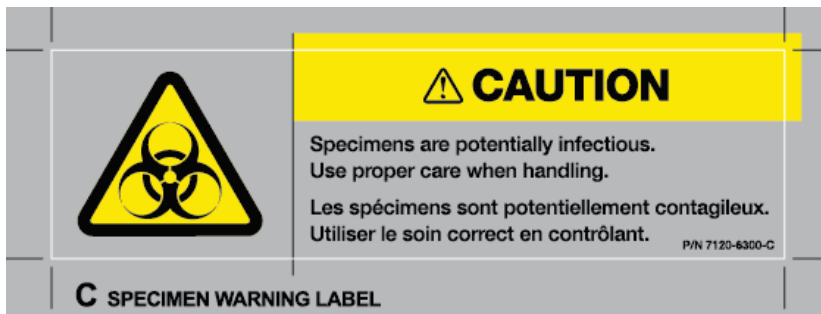 CAUTION
Specimens are potentially infectious.
Use proper care when handling.
Les spécimens sont potentiellement contagileux.
Utiliser le soin correct en contrôlant.
P/N 7120-6300-C
C SPECIMEN WARNING LABEL